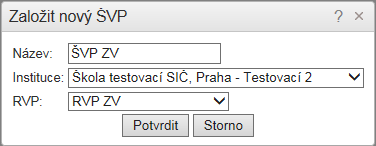 Založit nový ŠVP ? ×
Název: ŠVP ZV
Instituce: Škola testovací SIČ, Praha - Testovací 2
RVP: RVP ZV
Potvrdit Storno